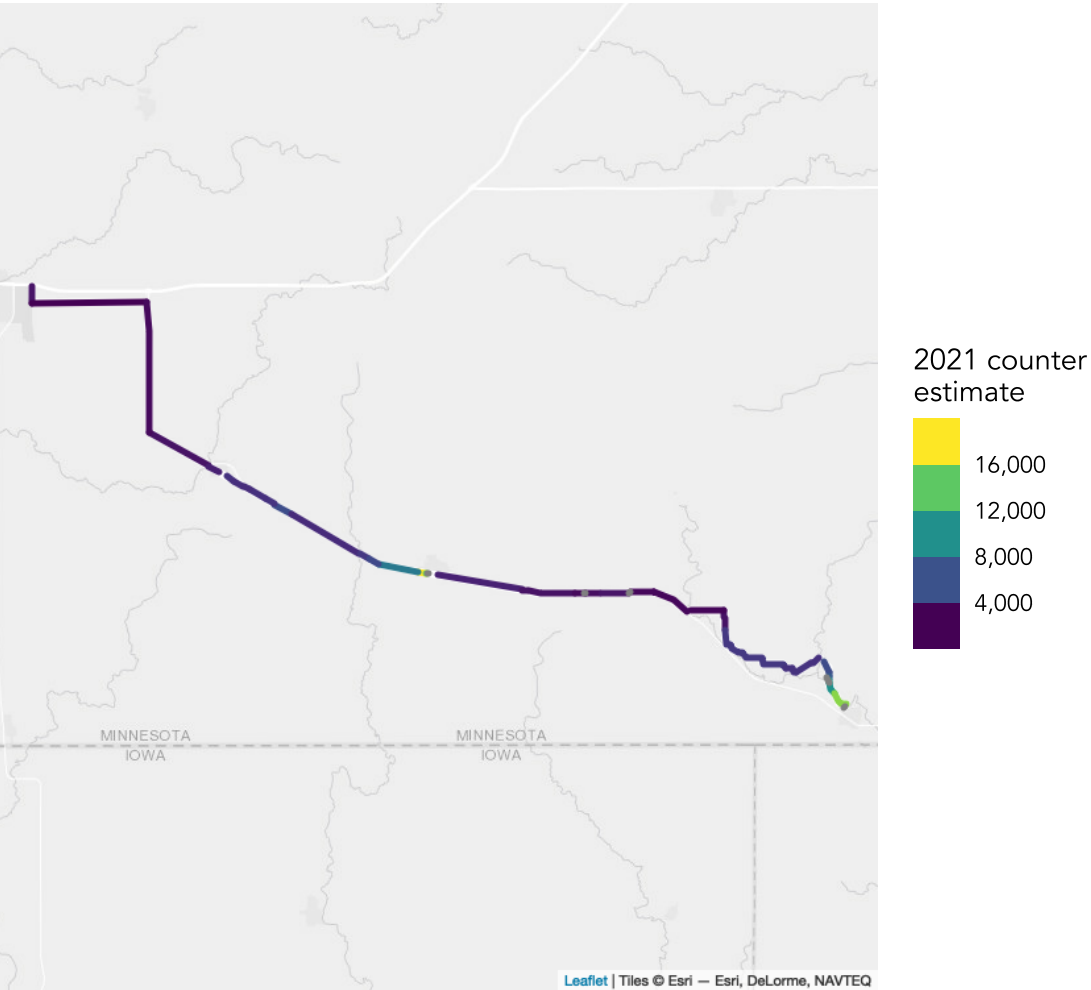 2021 counter
estimate
16,000
12,000
8,000
4,000
MINNESOTA
IOWA
MINNESOTA
IOWA
Leaflet | Tiles © Esri — Esri, DeLorme, NAVTEQ